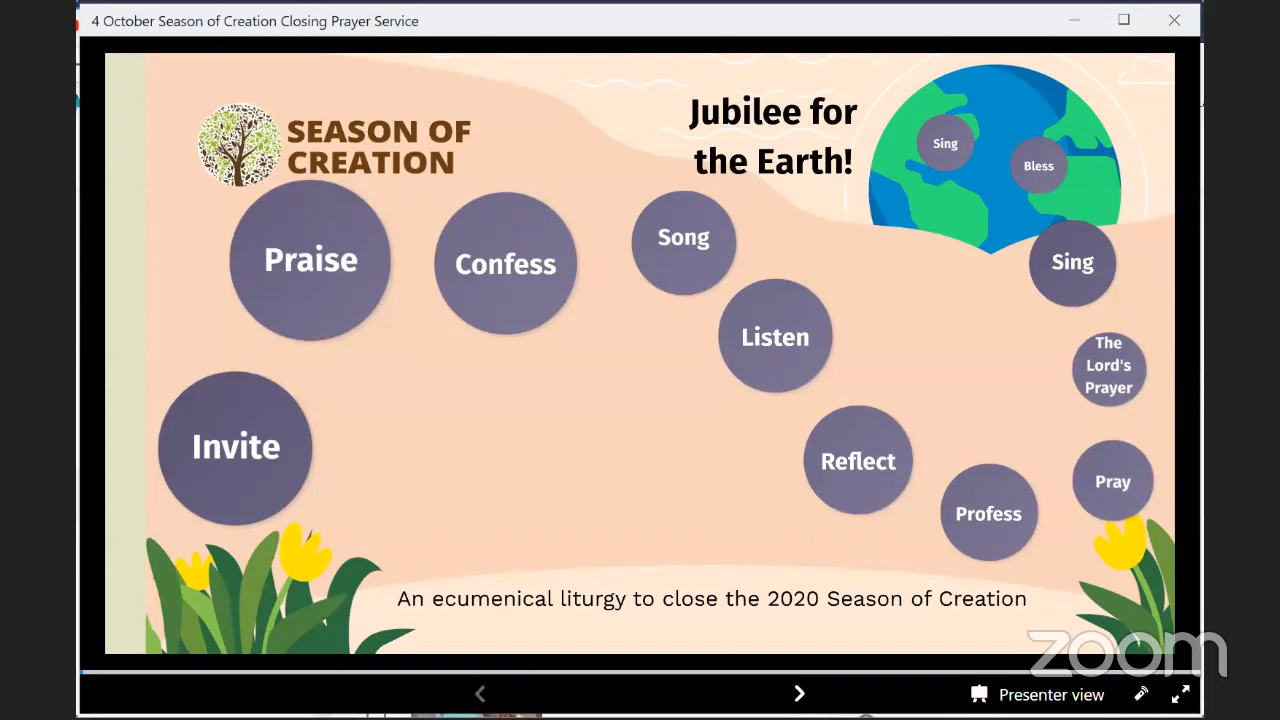 4 October Season of Creation Closing Prayer Service
SEASON OF
CREATION
Jubilee for
the Earth!
Sing
Bless
Praise
Confess
Song
Sing
Listen
The
Lord's
Prayer
Invite
Reflect
Profess
Pray
An ecumenical liturgy to close the 2020 Season of Creation
zoom
Presenter view